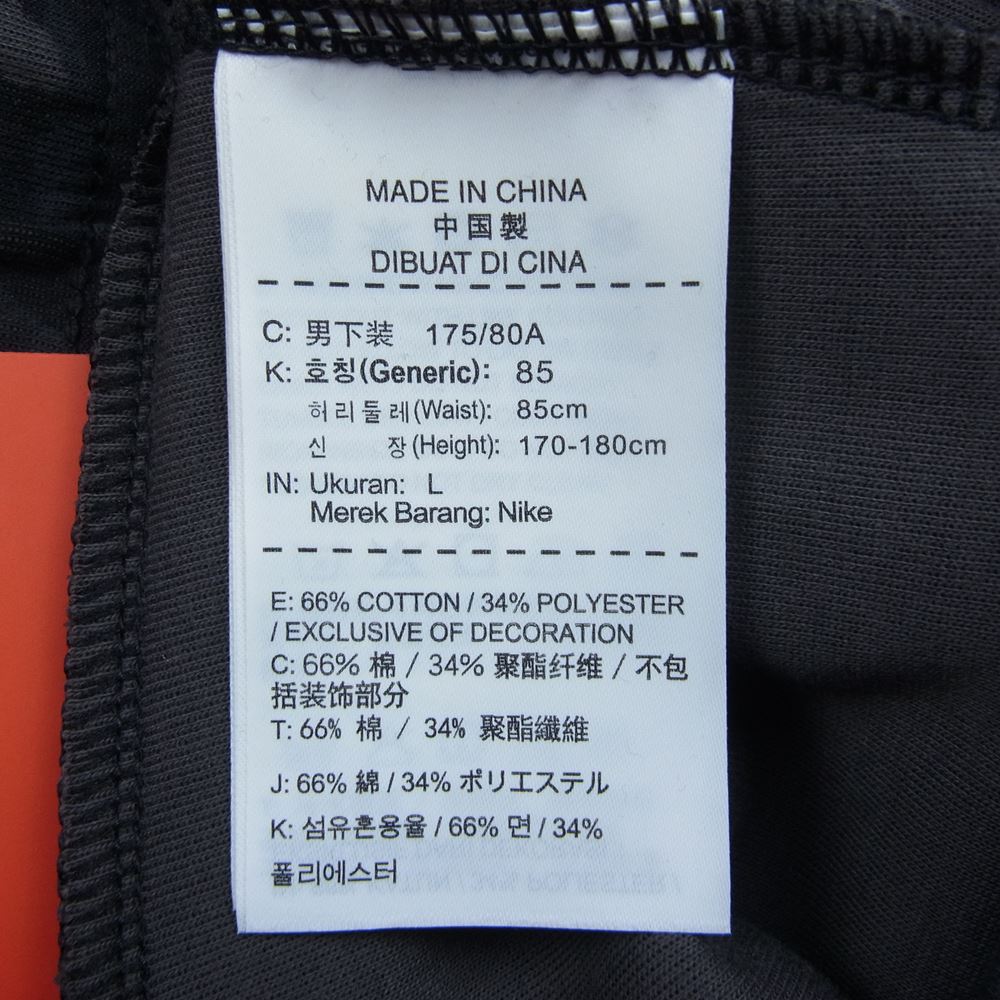 MADE IN CHINA
中国製
DIBUAT DI CINA
C: 男下装 175/80A
K: 호칭(Generic): 85
허리둘레(Waist): 85cm
신 장(Height): 170-180cm
IN: Ukuran: L
Merek Barang: Nike
E: 66% COTTON / 34% POLYESTER
/ EXCLUSIVE OF DECORATION
C: 66% 棉 / 34% 聚酯纤维 / 不包
括装饰部分
T: 66% 棉 / 34% 聚酯纖維
J: 66% 綿 / 34% ポリエステル
K: 섬유혼용율 / 66% 면 / 34%
폴리에스터